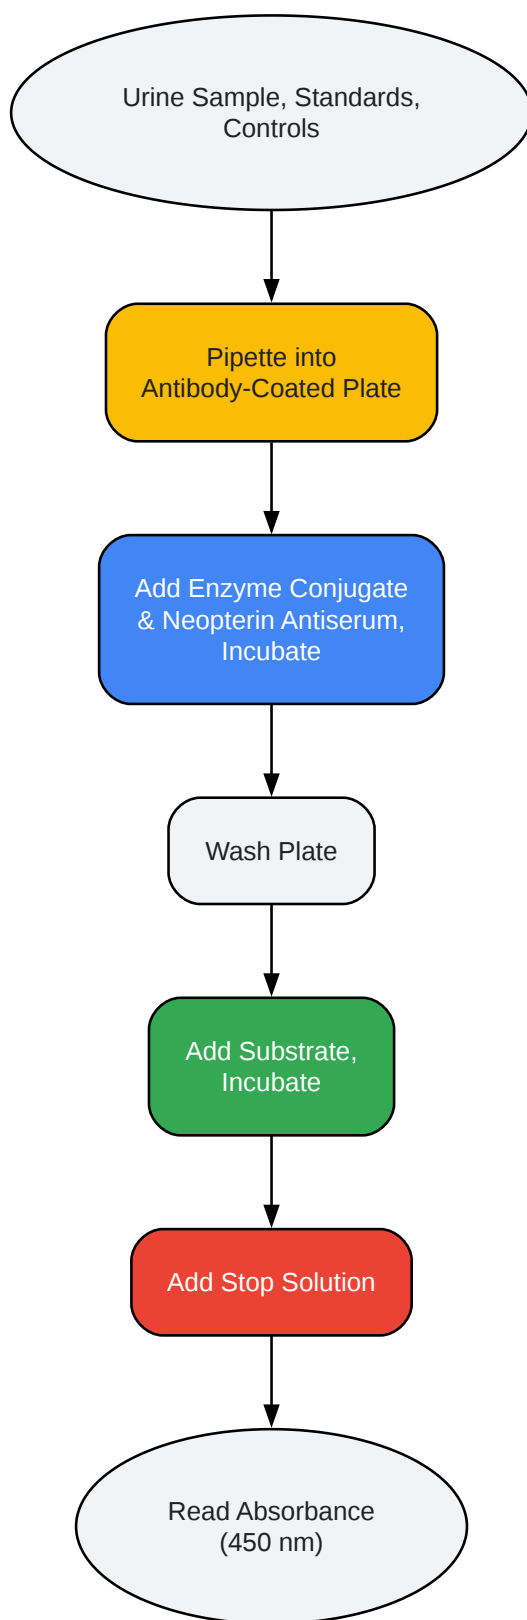 Urine Sample, Standards,
Controls
Pipette into
Antibody-Coated Plate
Add Enzyme Conjugate
& Neopterin Antiserum,
Incubate
Wash Plate
Add Substrate,
Incubate
Add Stop Solution
Read Absorbance
(450 nm)